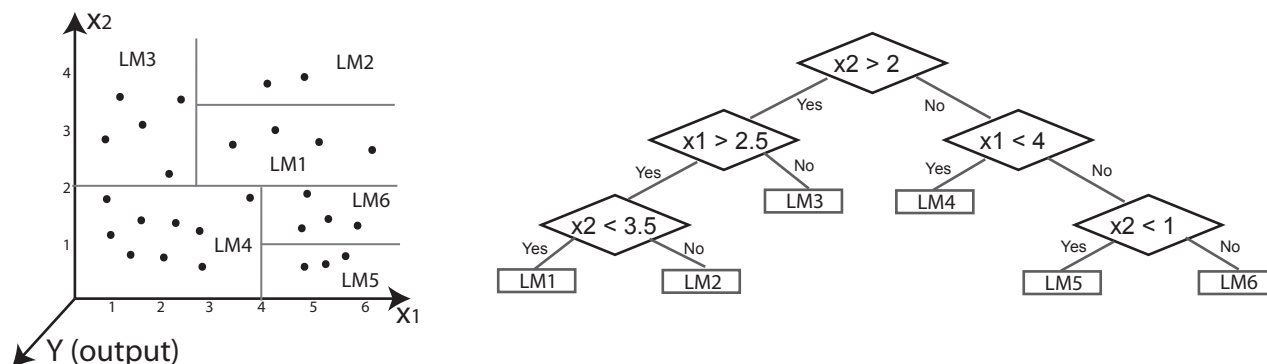 x2
LM3
LM2
4
3
LM1
2
LM6
LM4
1
LM5
1 2 3 4 5 6
x1
Y (output)
x2 > 2
Yes
No
x1 > 2.5
x1 < 4
Yes
No
Yes
No
LM3
LM4
x2 < 3.5
x2 < 1
Yes
No
Yes
No
LM1
LM2
LM5
LM6